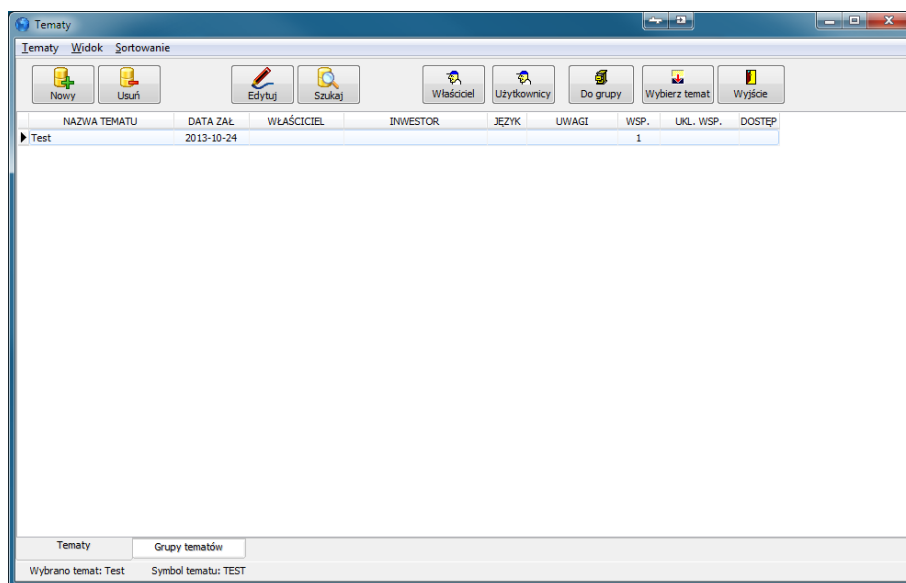 Tematy
Tematy Widok Sortowanie
Nowy Usuń Edytuj Szukaj Właściciel Użytkownicy Do grupy Wybierz temat Wyjście
NAZWA TEMATU DATA ZAŁ WŁAŚCICIEL INWESTOR JĘZYK UWAGI WSP. UKL. WSP. DOSTĘP
Test 2013-10-24 1
Tematy Grupy tematów
Wybrano temat: Test Symbol tematu: TEST